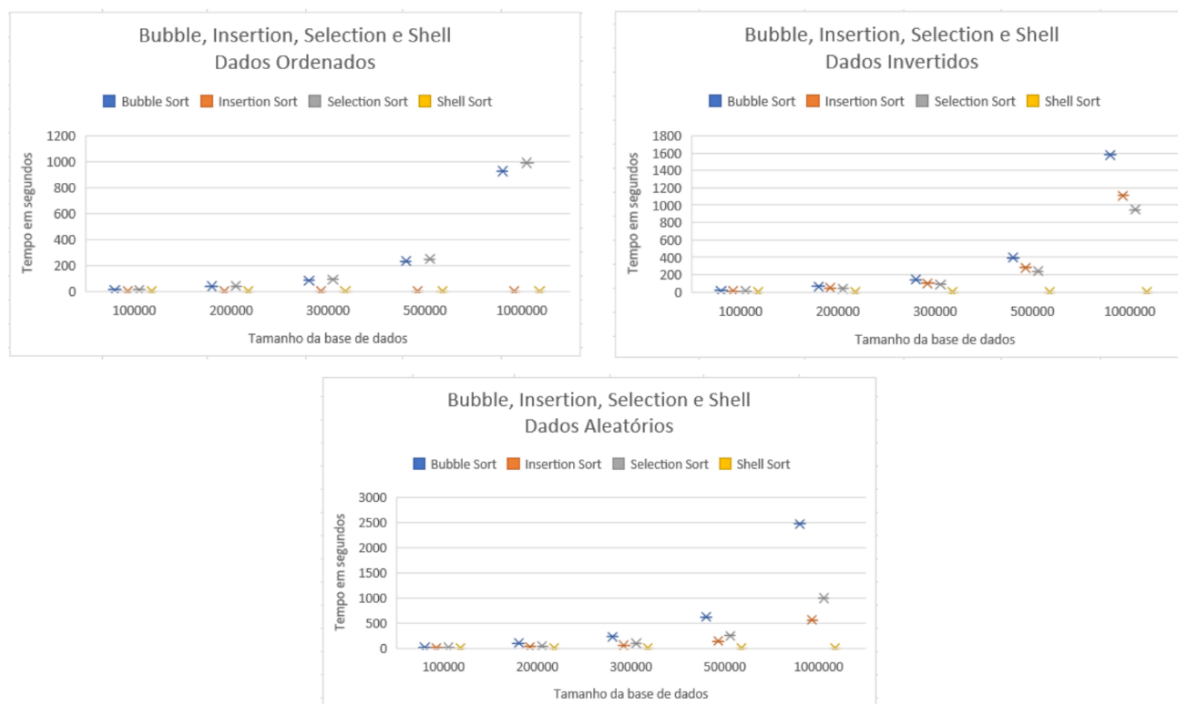 Bubble, Insertion, Selection e Shell
Dados Ordenados
Bubble Sort Insertion Sort Selection Sort Shell Sort
Tempo em segundos
1200
1000
800
600
400
200
0
100000 200000 300000 500000 1000000
Tamanho da base de dados
Bubble, Insertion, Selection e Shell
Dados Invertidos
Bubble Sort Insertion Sort Selection Sort Shell Sort
Tempo em segundos
1800
1600
1400
1200
1000
800
600
400
200
0
100000 200000 300000 500000 1000000
Tamanho da base de dados
Bubble, Insertion, Selection e Shell
Dados Aleatórios
Bubble Sort Insertion Sort Selection Sort Shell Sort
Tempo em segundos
3000
2500
2000
1500
1000
500
0
100000 200000 300000 500000 1000000
Tamanho da base de dados